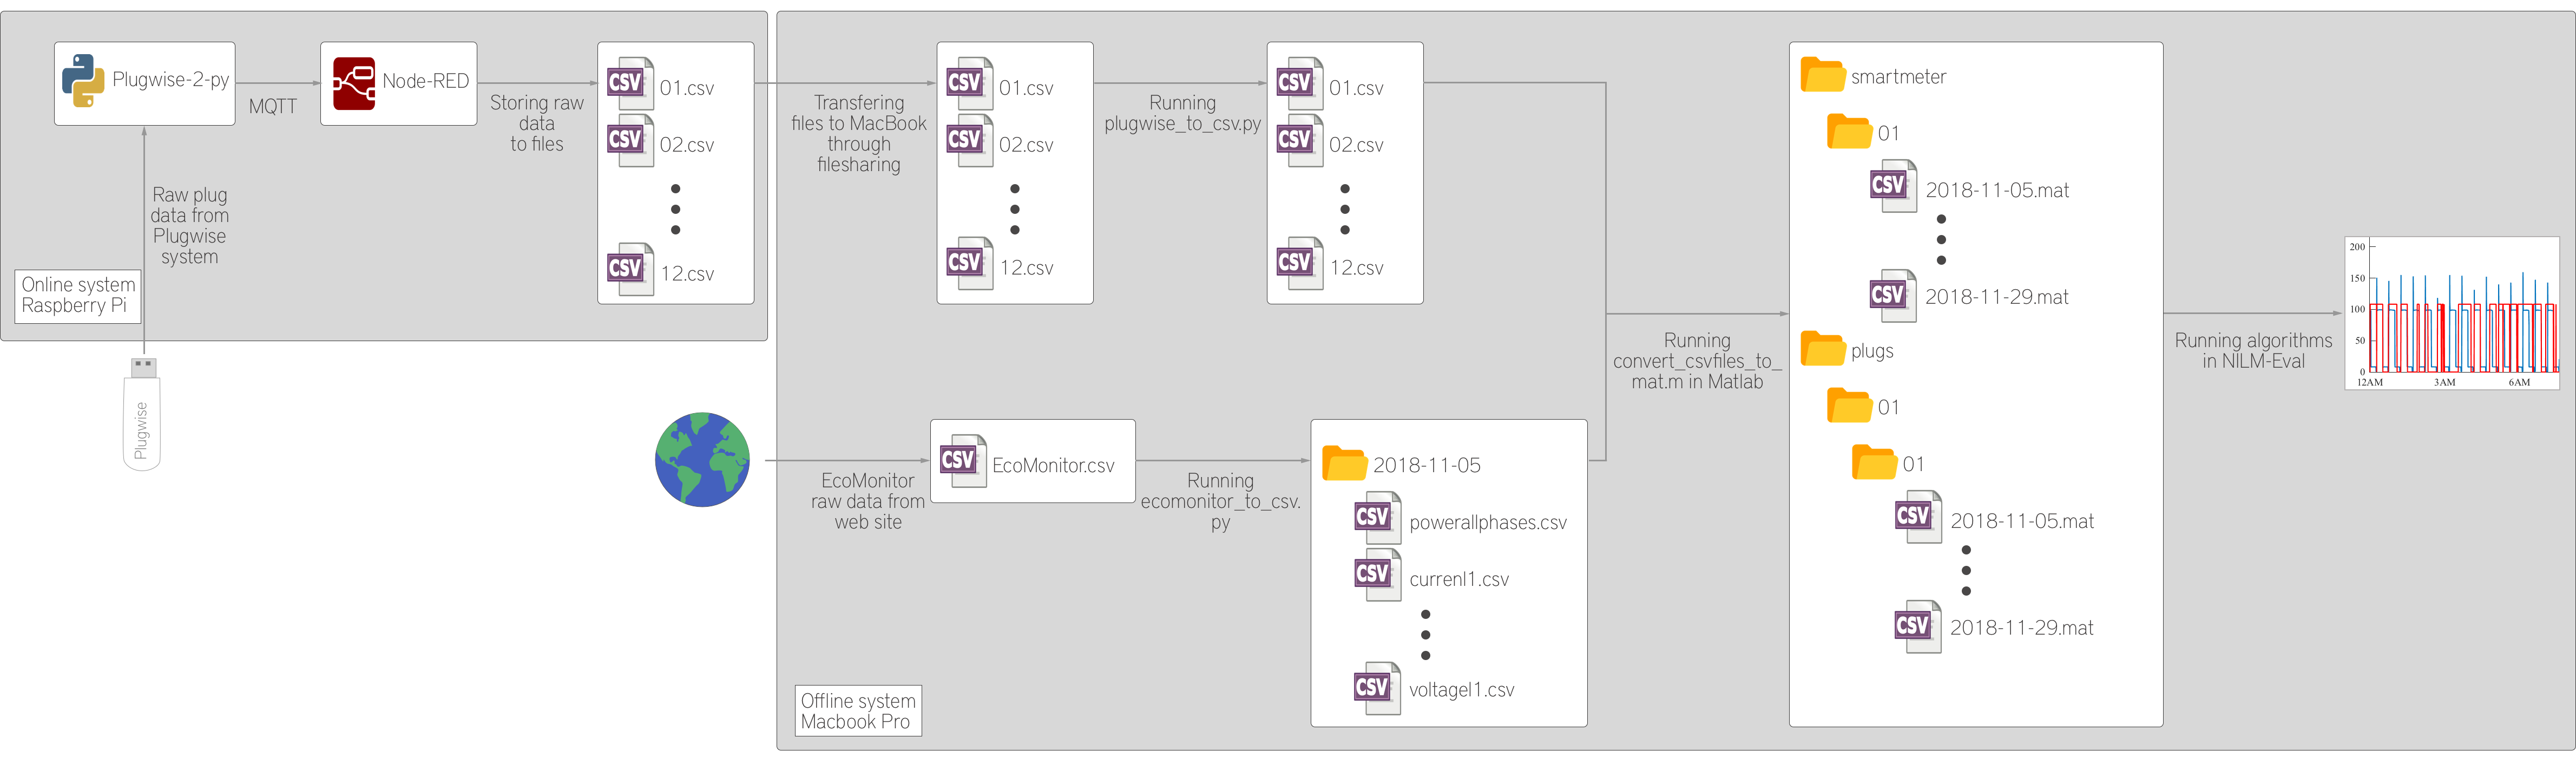 Plugwise-2-py
MQTT
Node-RED
Storing raw
data
to files
CSV 01.csv
CSV 02.csv
CSV 12.csv
Raw plug
data from
Plugwise
system
Online system
Raspberry Pi
Plugwise
Transfering
files to MacBook
through
filesharing
CSV 01.csv
CSV 02.csv
CSV 12.csv
Running
plugwise_to_csv.py
CSV 01.csv
CSV 02.csv
CSV 12.csv
EcoMonitor
raw data from
web site
CSV EcoMonitor.csv
Running
ecomonitor_to_csv.
py
2018-11-05
CSV powerallphases.csv
CSV currenl1.csv
CSV voltagel1.csv
Offline system
Macbook Pro
Running
convert_csvfiles_to_
mat.m in Matlab
smartmeter
01
CSV 2018-11-05.mat
CSV 2018-11-29.mat
plugs
01
01
CSV 2018-11-05.mat
CSV 2018-11-29.mat
Running algorithms
in NILM-Eval
200
150
100
50
0
12AM 3AM 6AM